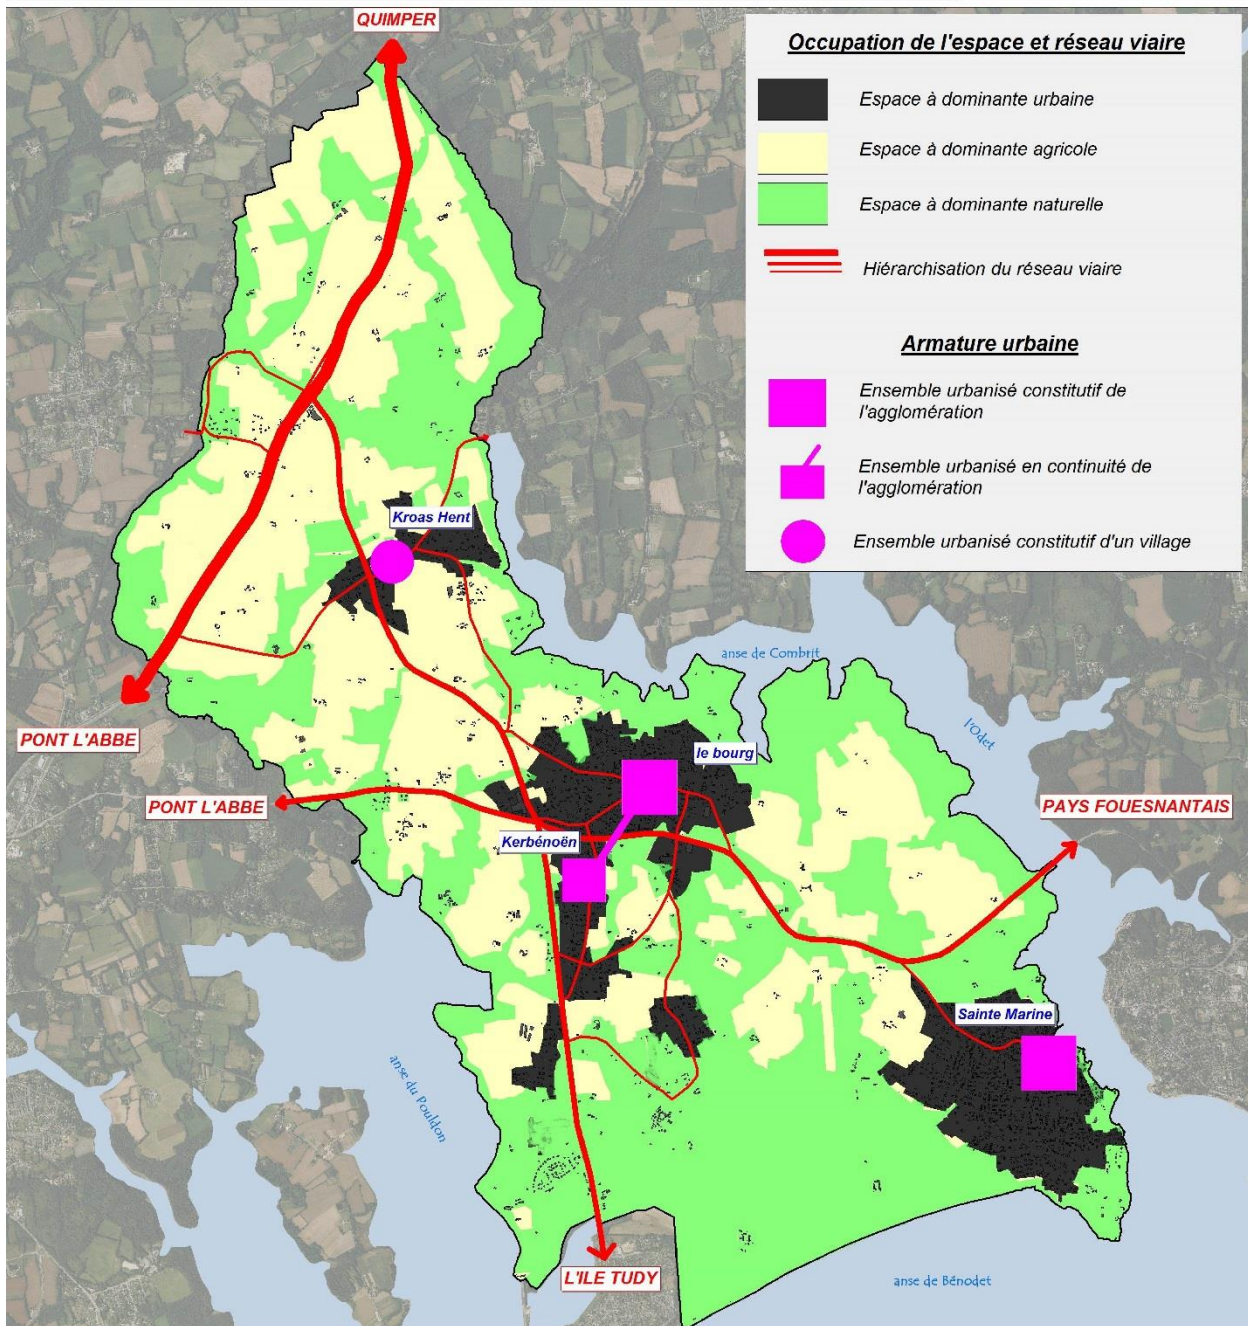 QUIMPER
Occupation de l'espace et réseau viaire
Espace à dominante urbaine
Espace à dominante agricole
Espace à dominante naturelle
Hiérarchisation du réseau viaire
Armature urbaine
Ensemble urbanisé constitutif de
l'agglomération
Ensemble urbanisé en continuité de
l'agglomération
Ensemble urbanisé constitutif d'un village
Kroas Hent
anse de Combrit
l'Odet
PONT L'ABBE
le bourg
PONT L'ABBE
PAYS FOUESNANTAIS
Kerbénoën
Sainte Marine
anse du Pouldon
L'ILE TUDY
anse de Bénodet